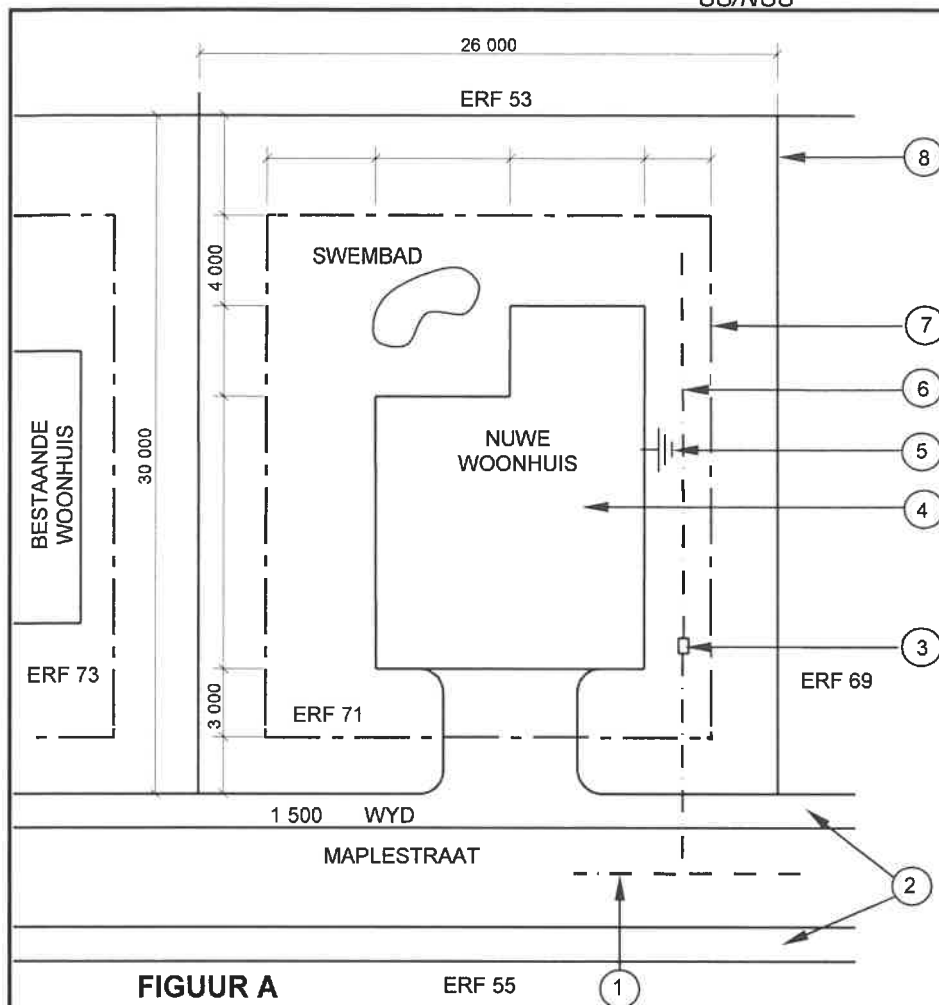 26 000
ERF 53
8
SWEMBAD
4 000
7
6
NUWE
WOONHUIS
5
BESTAANDE
WOONHUIS
30 000
4
3
ERF 73
ERF 69
3 000
ERF 71
1 500 WYD
MAPLESTRAAT
2
FIGUUR A
ERF 55
1